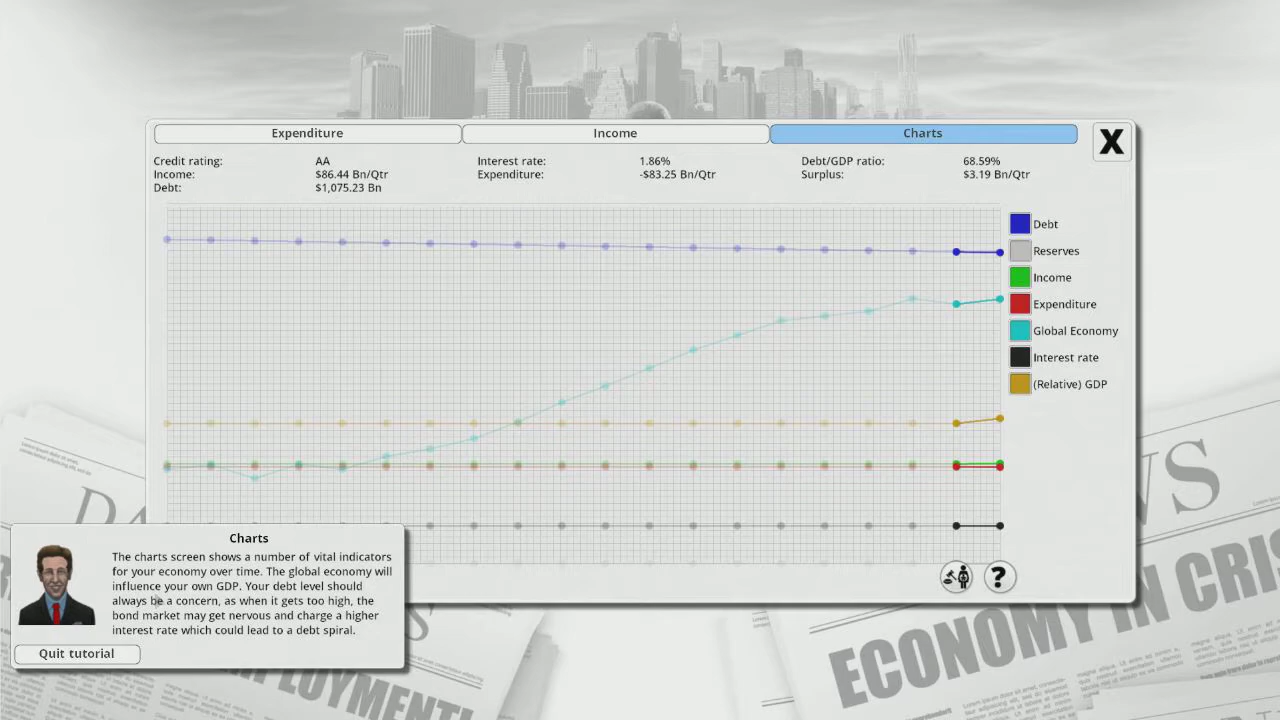 Expenditure
Income
Charts
X
Credit rating: AA
Interest rate: 1.86%
Debt/GDP ratio: 68.59%
Income: $86.44 Bn/Qtr
Expenditure: -$83.25 Bn/Qtr
Surplus: $3.19 Bn/Qtr
Debt: $1,075.23 Bn
Debt
Reserves
Income
Expenditure
Global Economy
Interest rate
(Relative) GDP
?
Charts
The charts screen shows a number of vital indicators
for your economy over time. The global economy will
influence your own GDP. Your debt level should
always be a concern, as when it gets too high, the
bond market may get nervous and charge a higher
interest rate which could lead to a debt spiral.
Quit tutorial
ECONOMY IN CRIS